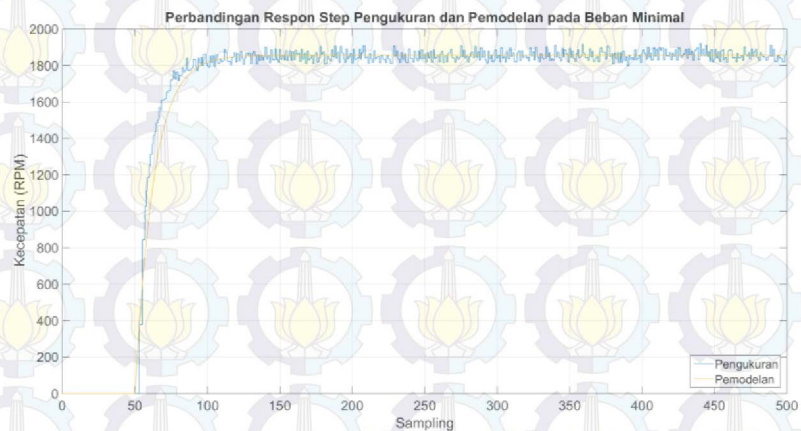 Perbandingan Respon Step Pengukuran dan Pemodelan pada Beban Minimal
2000
1800
1600
1400
1200
1000
800
600
400
200
0
Kecepatan (RPM)
Pengukuran
Pemodelan
0 50 100 150 200 250 300 350 400 450 500
Sampling